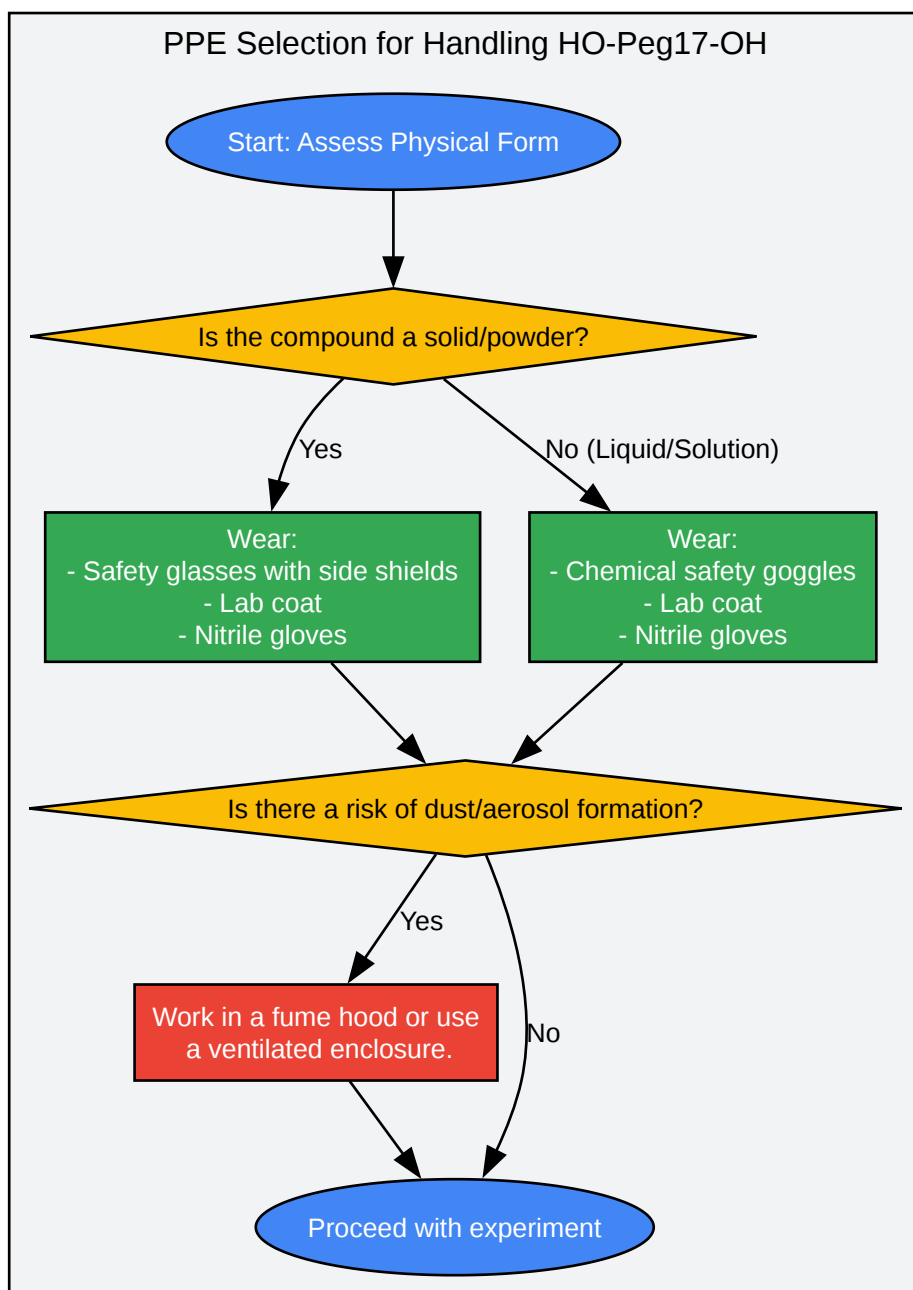 PPE Selection for Handling HO-Peg17-OH
Start: Assess Physical Form
Is the compound a solid/powder?
Yes
No (Liquid/Solution)
Wear:
- Safety glasses with side shields
- Lab coat
- Nitrile gloves
Wear:
- Chemical safety goggles
- Lab coat
- Nitrile gloves
Is there a risk of dust/aerosol formation?
Yes
Work in a fume hood or use
a ventilated enclosure.
No
Proceed with experiment